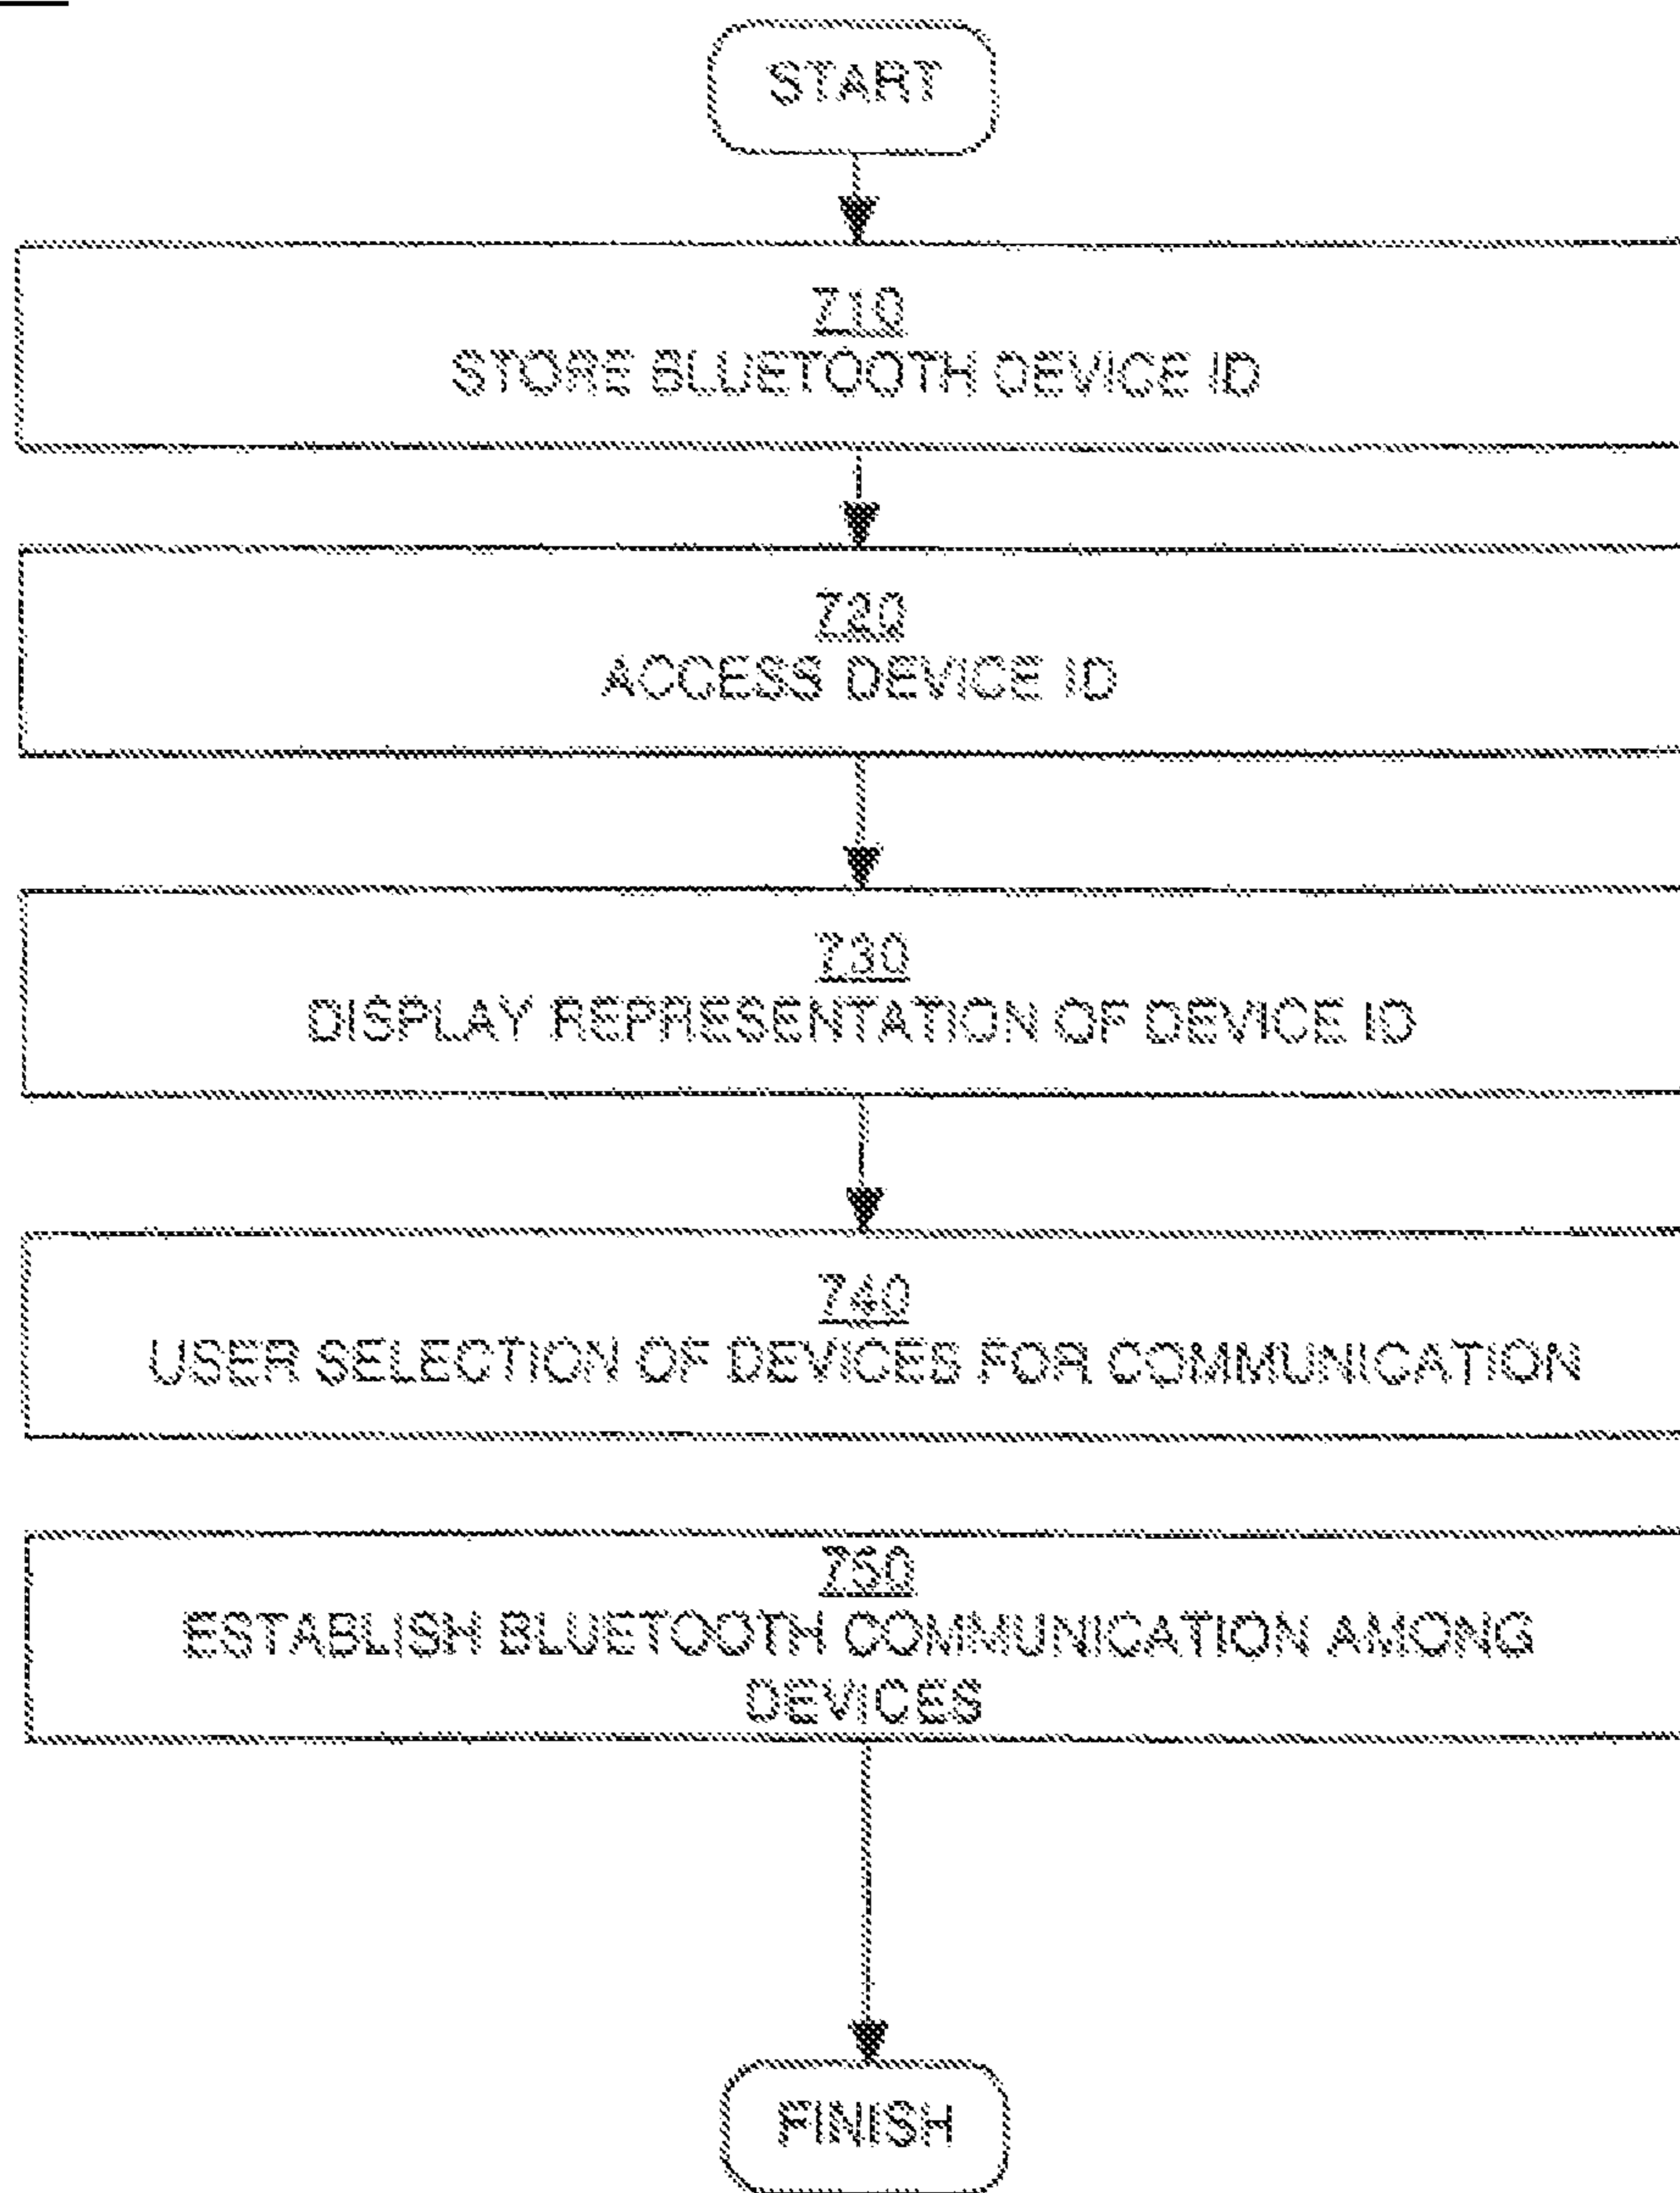 START
710
STORE BLUETOOTH DEVICE ID
720
ACCESS DEVICE ID
730
DISPLAY REPRESENTATION OF DEVICE ID
740
USER SELECTION OF DEVICES FOR COMMUNICATION
750
ESTABLISH BLUETOOTH COMMUNICATION AMONG
DEVICES
FINISH